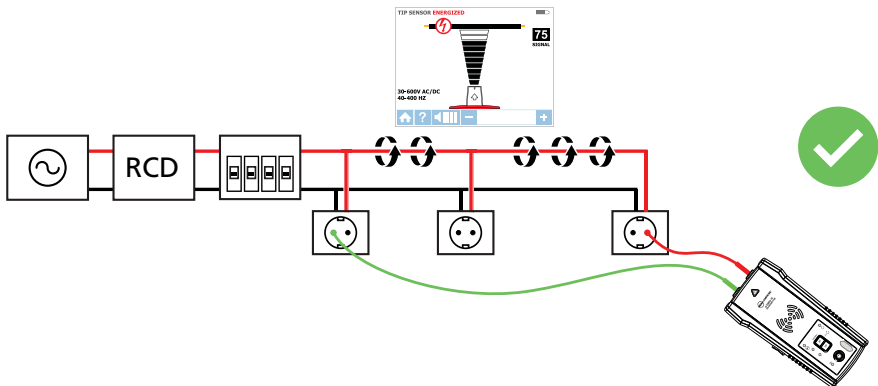 TIP SENSOR ENERGIZED
75
SIGNAL
30-600V AC/DC
40-400 HZ
?
RCD